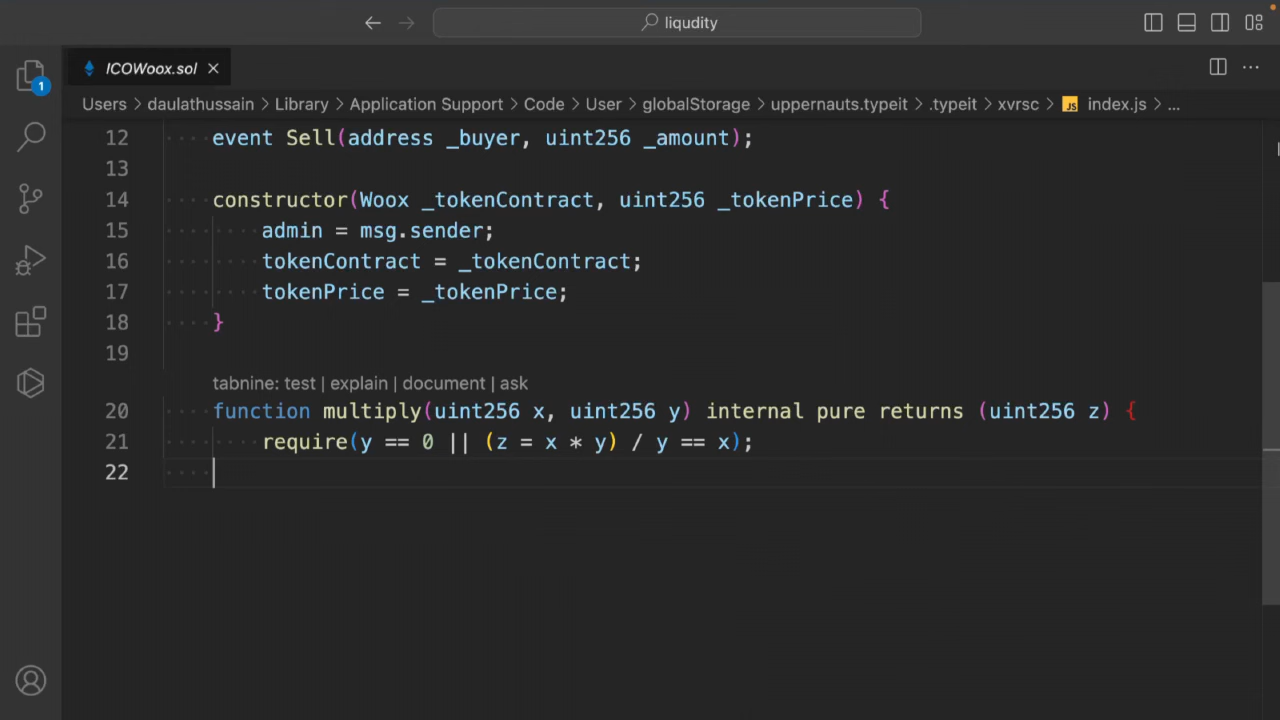 liqudity
1
ICOWoox.sol
Users > daulathussain > Library > Application Support > Code > User > globalStorage > uppernauts.typeit > .typeit > xvrsc > JS index.js > ...
12 event Sell(address _buyer, uint256 _amount);
13
14 constructor(Woox _tokenContract, uint256 _tokenPrice) {
15 admin = msg.sender;
16 tokenContract = _tokenContract;
17 tokenPrice = _tokenPrice;
18 }
19
tabnine: test | explain | document | ask
20 function multiply(uint256 x, uint256 y) internal pure returns (uint256 z) {
21 require(y == 0 || (z = x * y) / y == x);
22